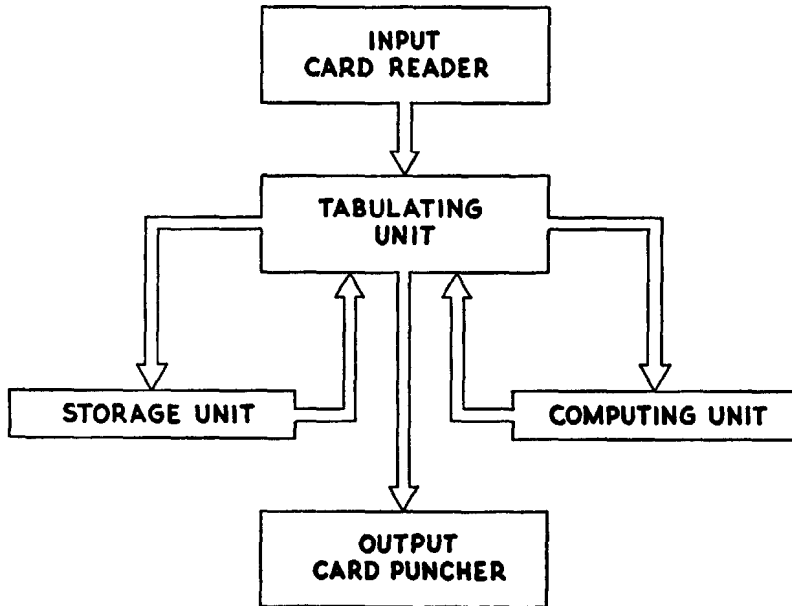 INPUT
CARD READER
TABULATING
UNIT
STORAGE UNIT
COMPUTING UNIT
OUTPUT
CARD PUNCHER